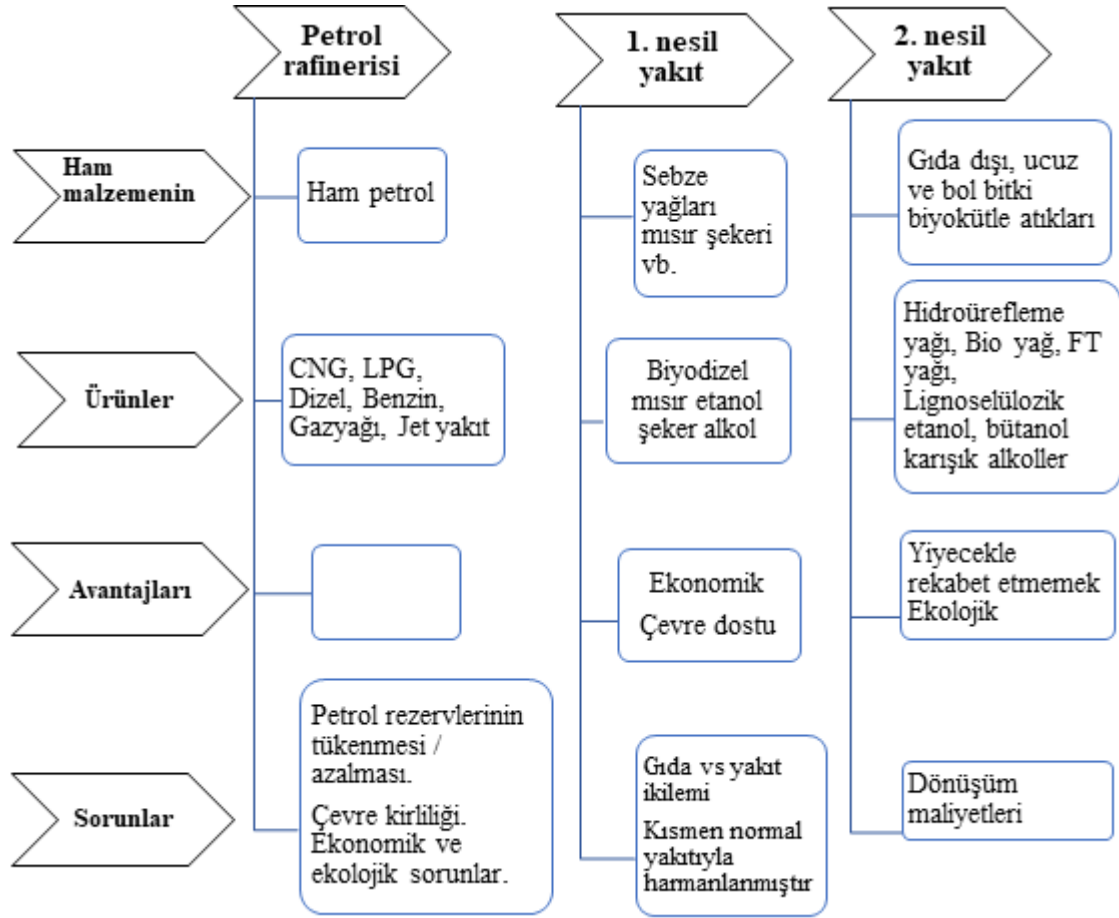 Petrol
rafinerisi
1. nesil
yakıt
2. nesil
yakıt
Ham
malzemenin
Ham petrol
Sebze
yağları
mısır şekeri
vb.
Gıda dışı, ucuz
ve bol bitki
biyokütle atıkları
Ürünler
CNG, LPG,
Dizel, Benzin,
Gazyağı, Jet yakıt
Biyodizel
mısır etanol
şeker alkol
Hidroürefleme
yağı, Bio yağ, FT
yağı,
Lignoselülozik
etanol, bütanol
karışık alkoller
Avantajları
Ekonomik
Çevre dostu
Yiyecekle
rekabet etmemek
Ekolojik
Sorunlar
Petrol rezervlerinin
tükenmesi /
azalması.
Çevre kirliliği.
Ekonomik ve
ekolojik sorunlar.
Gıda vs yakıt
ikilemi
Kısmen normal
yakıtıyla
harmanlanmıştır
Dönüşüm
maliyetleri